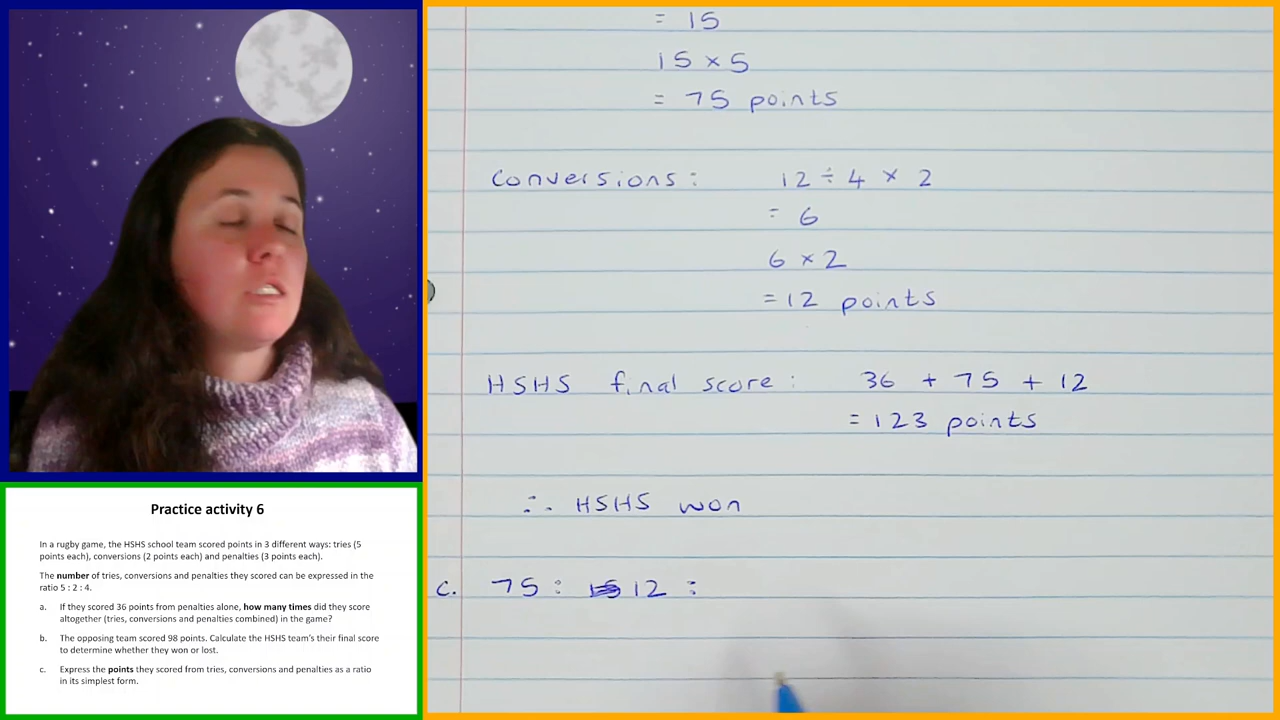 = 15
15 × 5
= 75 points
Conversions: 12 ÷ 4 × 2
= 6
6 × 2
= 12 points
HSHS final score: 36 + 75 + 12
= 123 points
∴ HSHS won
c. 75 : 12 :
Practice activity 6
In a rugby game, the HSHS school team scored points in 3 different ways: tries (5
points each), conversions (2 points each) and penalties (3 points each).
The number of tries, conversions and penalties they scored can be expressed in the
ratio 5 : 2 : 4.
a. If they scored 36 points from penalties alone, how many times did they score
altogether (tries, conversions and penalties combined) in the game?
b. The opposing team scored 98 points. Calculate the HSHS team's their final score
to determine whether they won or lost.
c. Express the points they scored from tries, conversions and penalties as a ratio
in its simplest form.